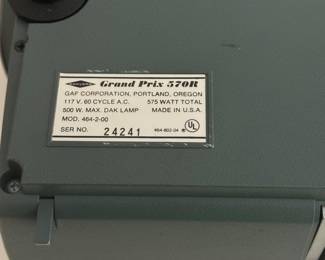 Grand Prix 570R
GAF CORPORATION, PORTLAND, OREGON
117 V. 60 CYCLE A.C. 575 WATT TOTAL
500 W. MAX. DAK LAMP MADE IN U.S.A.
MOD. 464-2-00
SER NO. 24241 464-602-04 UL